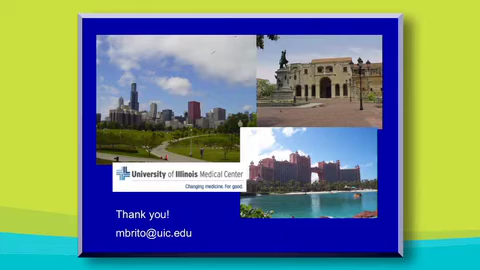 University of Illinois Medical Center
Changing medicine. For good.
Thank you!
mbrito@uic.edu